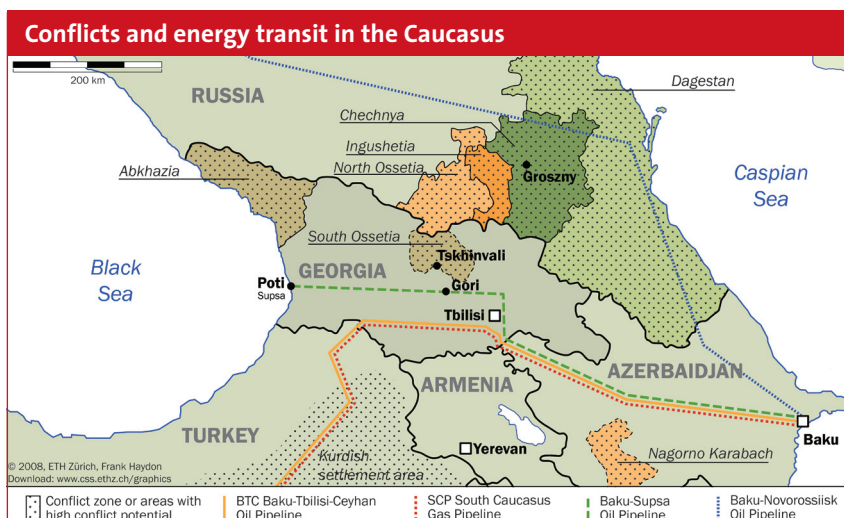 Conflicts and energy transit in the Caucasus
200 km
RUSSIA
Dagestan
Chechnya
Ingushetia
North Ossetia
Groszny
Abkhazia
Caspian
Sea
South Ossetia
Tskhinvali
Black
Sea
GEORGIA
Poti
Supsa
Gori
Tbilisi
AZERBAIDJAN
ARMENIA
TURKEY
Baku
Yerevan
Nagorno Karabach
Kurdish
settlement area
© 2008, ETH Zürich, Frank Haydon
Download: www.css.ethz.ch/graphics
Conflict zone or areas with
high conflict potential
BTC Baku-Tbilisi-Ceyhan
Oil Pipeline
SCP South Caucasus
Gas Pipeline
Baku-Supsa
Oil Pipeline
Baku-Novorossiisk
Oil Pipeline